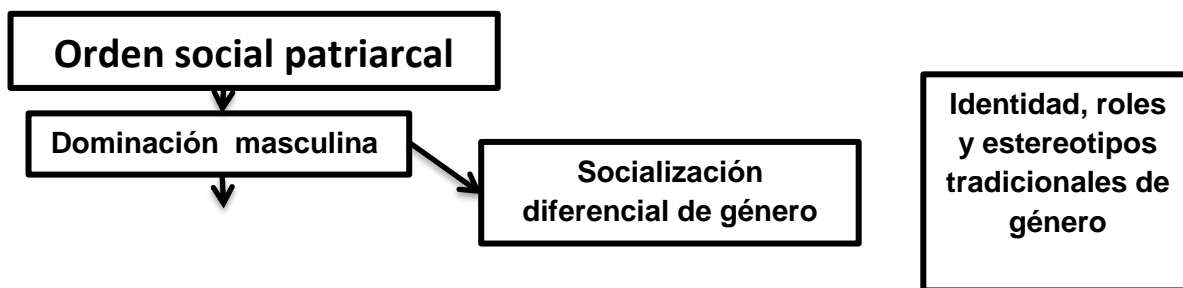 Orden social patriarcal
Dominación masculina
Socialización
diferencial de género
Identidad, roles
y estereotipos
tradicionales de
género